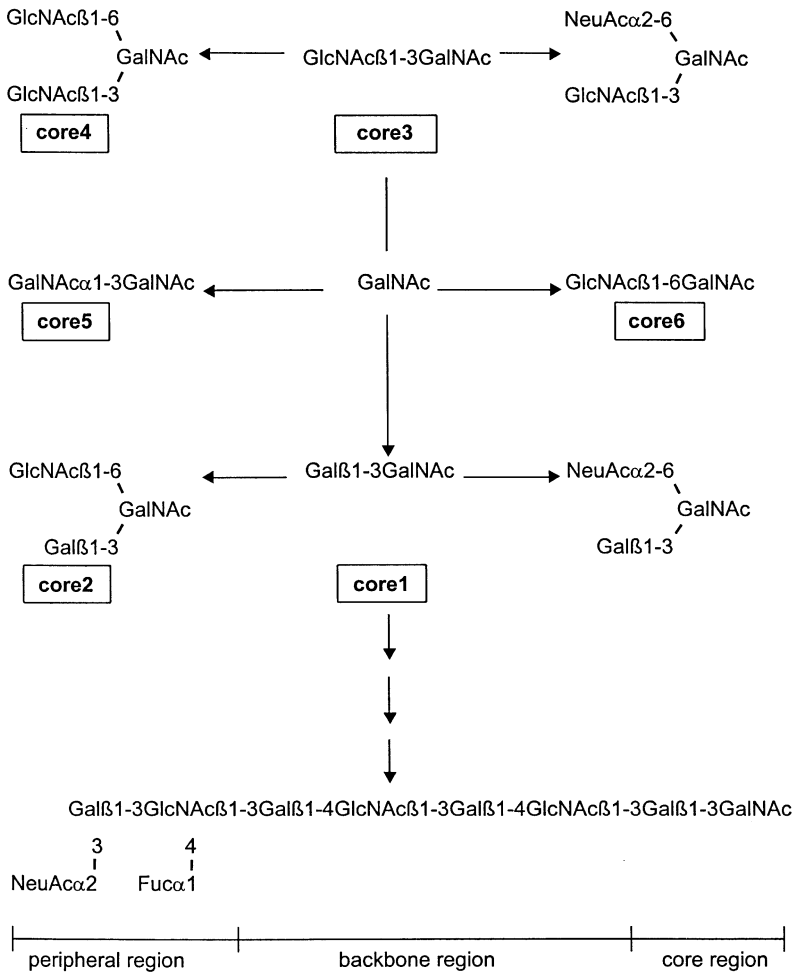 GlcNAcß1-6
GalNAc
GlcNAcß1-3
core4
GlcNAcß1-3GalNAc
core3
NeuAcα2-6
GalNAc
GlcNAcß1-3
GalNAcα1-3GalNAc
core5
GalNAc
GlcNAcß1-6GalNAc
core6
GlcNAcß1-6
GalNAc
Galß1-3
core2
Galß1-3GalNAc
core1
NeuAcα2-6
GalNAc
Galß1-3
Galß1-3GlcNAcß1-3Galß1-4GlcNAcß1-3Galß1-4GlcNAcß1-3Galß1-3GalNAc
3 4
NeuAcα2 Fucα1
peripheral region backbone region core region